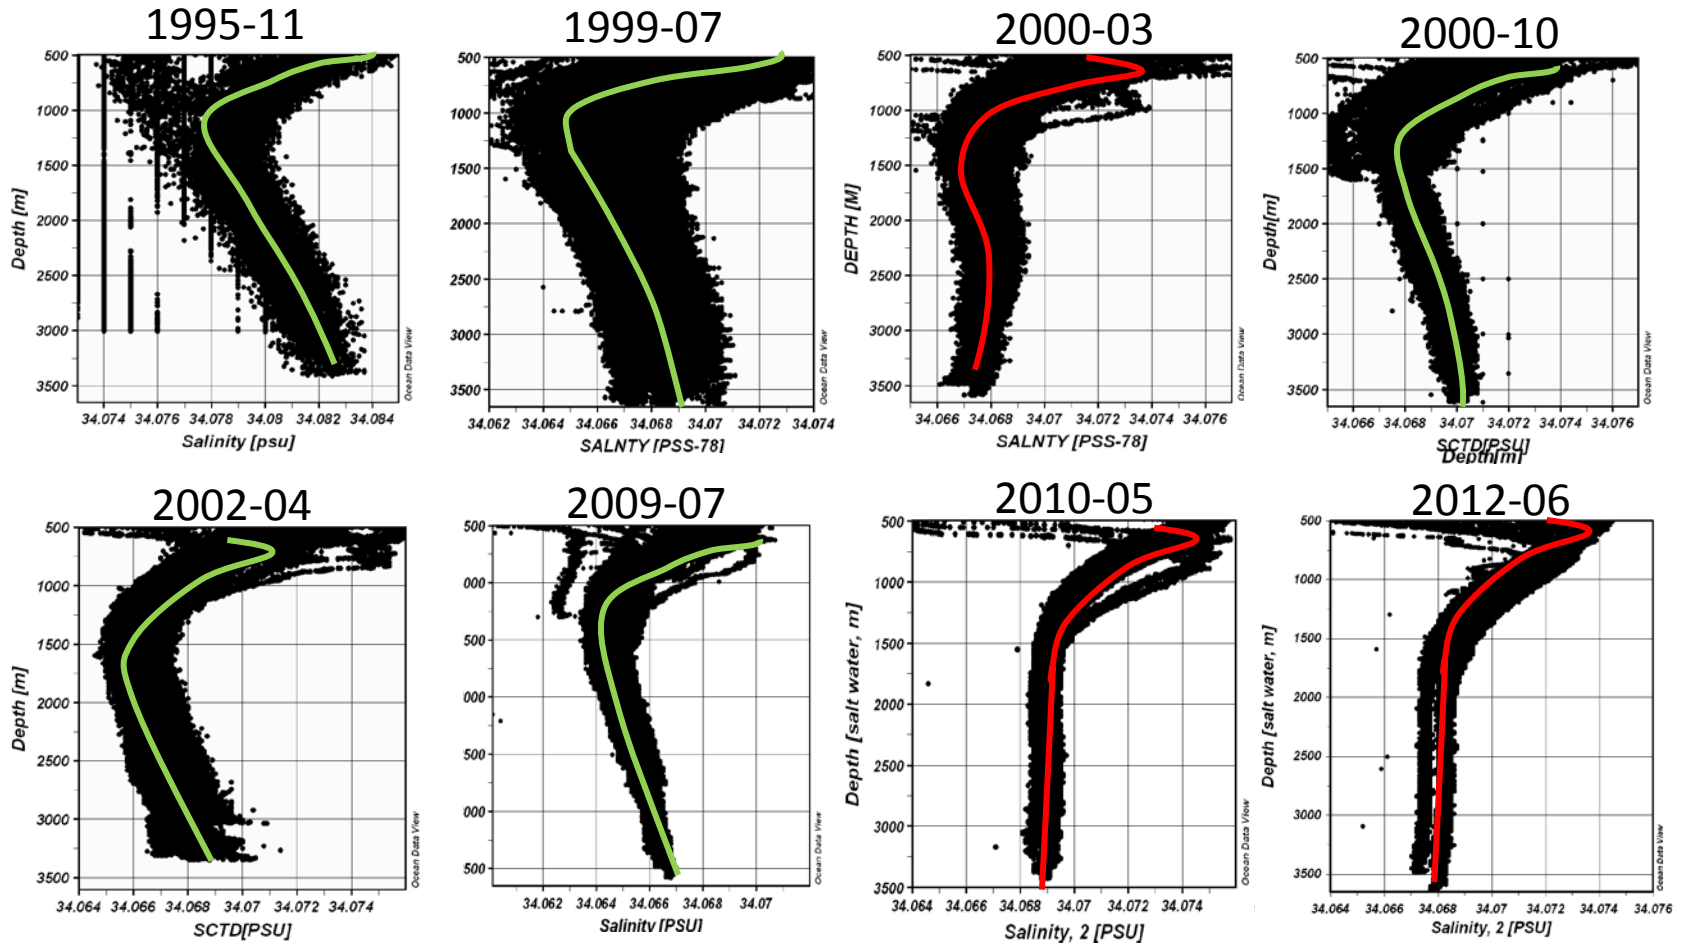 1995-11
500
1000
1500
2000
2500
3000
3500
Depth [m]
34.074 34.076 34.078 34.08 34.082 34.084
Salinity [psu]
Ocean Data View
1999-07
500
1000
1500
2000
2500
3000
3500
34.062 34.064 34.066 34.068 34.07 34.072 34.074
SALNTY [PSS-78]
Ocean Data View
2000-03
500
1000
1500
2000
2500
3000
3500
DEPTH [M]
34.066 34.068 34.07 34.072 34.074 34.076
SALNTY [PSS-78]
Ocean Data View
2000-10
500
1000
1500
2000
2500
3000
3500
Depth[m]
34.066 34.068 34.07 34.072 34.074 34.076
SCTD[PSU]
Depth[m]
Ocean Data View
2002-04
500
1000
1500
2000
2500
3000
3500
Depth [m]
34.064 34.066 34.068 34.07 34.072 34.074
SCTD[PSU]
Ocean Data View
2009-07
500
000
500
000
500
000
500
34.062 34.064 34.066 34.068 34.07
Salinity [PSU]
Ocean Data View
2010-05
500
1000
1500
2000
2500
3000
3500
Depth [salt water, m]
34.064 34.066 34.068 34.07 34.072 34.074
Salinity, 2 [PSU]
Ocean Data View
2012-06
500
1000
1500
2000
2500
3000
3500
Depth [salt water, m]
34.064 34.066 34.068 34.07 34.072 34.074 34.076
Salinity, 2 [PSU]
Ocean Data View